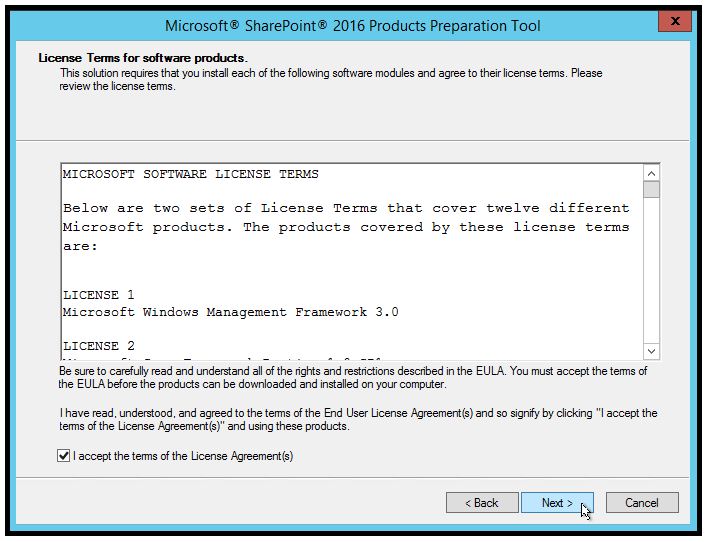 Microsoft® SharePoint® 2016 Products Preparation Tool
x
License Terms for software products.
This solution requires that you install each of the following software modules and agree to their license terms. Please
review the license terms.
MICROSOFT SOFTWARE LICENSE TERMS
Below are two sets of License Terms that cover twelve different
Microsoft products. The products covered by these license terms
are:
LICENSE 1
Microsoft Windows Management Framework 3.0
LICENSE 2
Be sure to carefully read and understand all of the rights and restrictions described in the EULA. You must accept the terms of
the EULA before the products can be downloaded and installed on your computer.
I have read, understood, and agreed to the terms of the End User License Agreement(s) and so signify by clicking "I accept the
terms of the License Agreement(s)" and using these products.
I accept the terms of the License Agreement(s)
< Back
Next >
Cancel